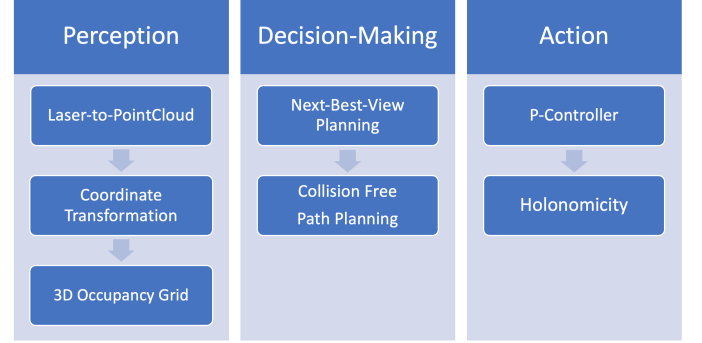 Perception
Laser-to-PointCloud
Coordinate
Transformation
3D Occupancy Grid
Decision-Making
Next-Best-View
Planning
Collision Free
Path Planning
Action
P-Controller
Holonomicity